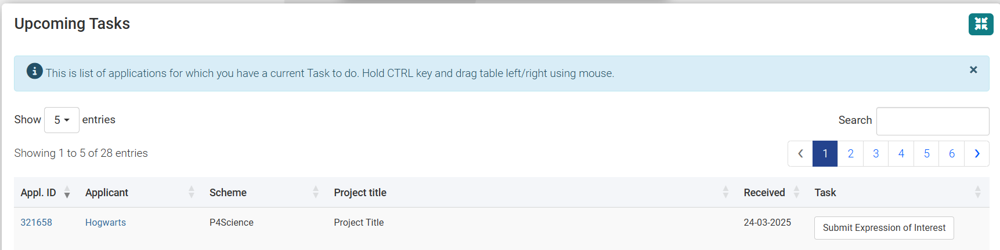 Upcoming Tasks
This is list of applications for which you have a current Task to do. Hold CTRL key and drag table left/right using mouse.
Show 5 entries
Search
Showing 1 to 5 of 28 entries
1 2 3 4 5 6
Appl. ID Applicant Scheme Project title Received Task
321658 Hogwarts P4Science Project Title 24-03-2025 Submit Expression of Interest